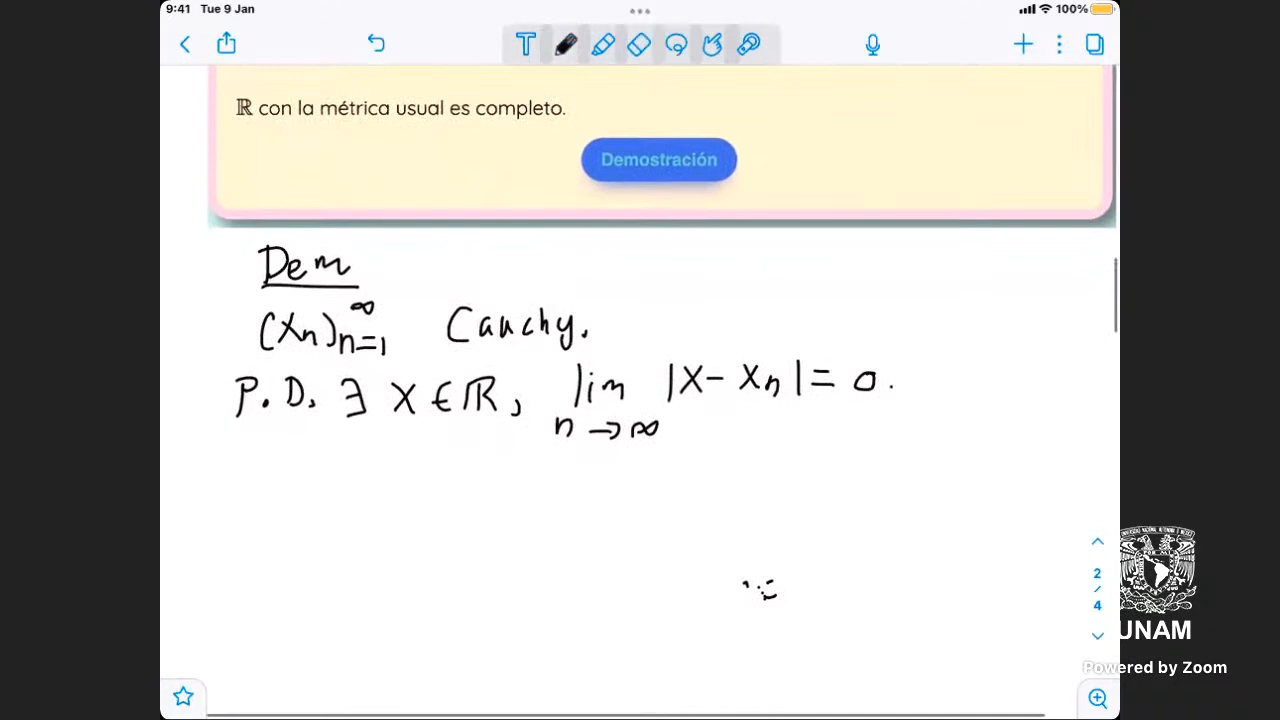 9:41 Tue 9 Jan
100%
ℝ con la métrica usual es completo.
Demostración
Dem
(Xn)_{n=1}^{∞} Cauchy.
P.D. ∃ X ∈ ℝ, lim_{n→∞} |X - Xn| = 0.
2
4
UNAM
Powered by Zoom